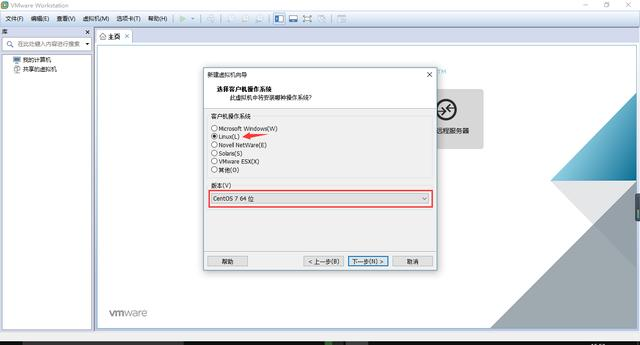 VMware Workstation
文件(F) 编辑(E) 查看(V) 虚拟机(M) 选项卡(T) 帮助(H)
库
在此处键入内容进行搜索
我的计算机
共享的虚拟机
主页
TM
远程服务器
新建虚拟机向导
选择客户机操作系统
此虚拟机中将安装哪种操作系统?
客户机操作系统
Microsoft Windows(W)
Linux(L)
Novell NetWare(E)
Solaris(S)
VMware ESX(X)
其他(O)
版本(V)
CentOS 7 64 位
帮助
< 上一步(B)
下一步(N) >
取消
vmware